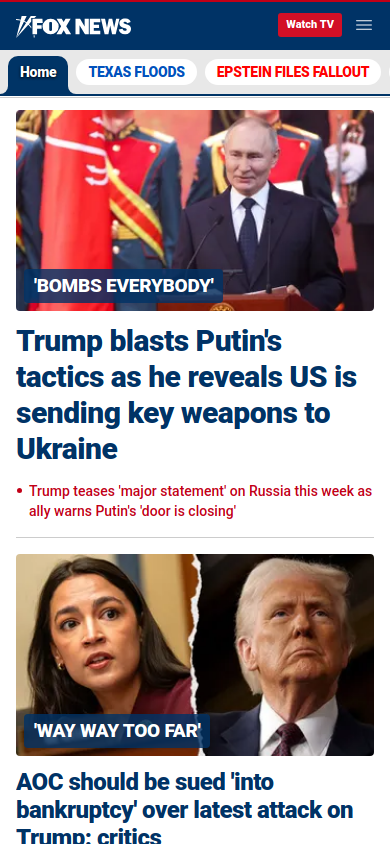 FOX NEWS
Watch TV
Home
TEXAS FLOODS
EPSTEIN FILES FALLOUT
'BOMBS EVERYBODY'
Trump blasts Putin's
tactics as he reveals US is
sending key weapons to
Ukraine
• Trump teases 'major statement' on Russia this week as
ally warns Putin's 'door is closing'
'WAY WAY TOO FAR'
AOC should be sued 'into
bankruptcy' over latest attack on
Trump: critics